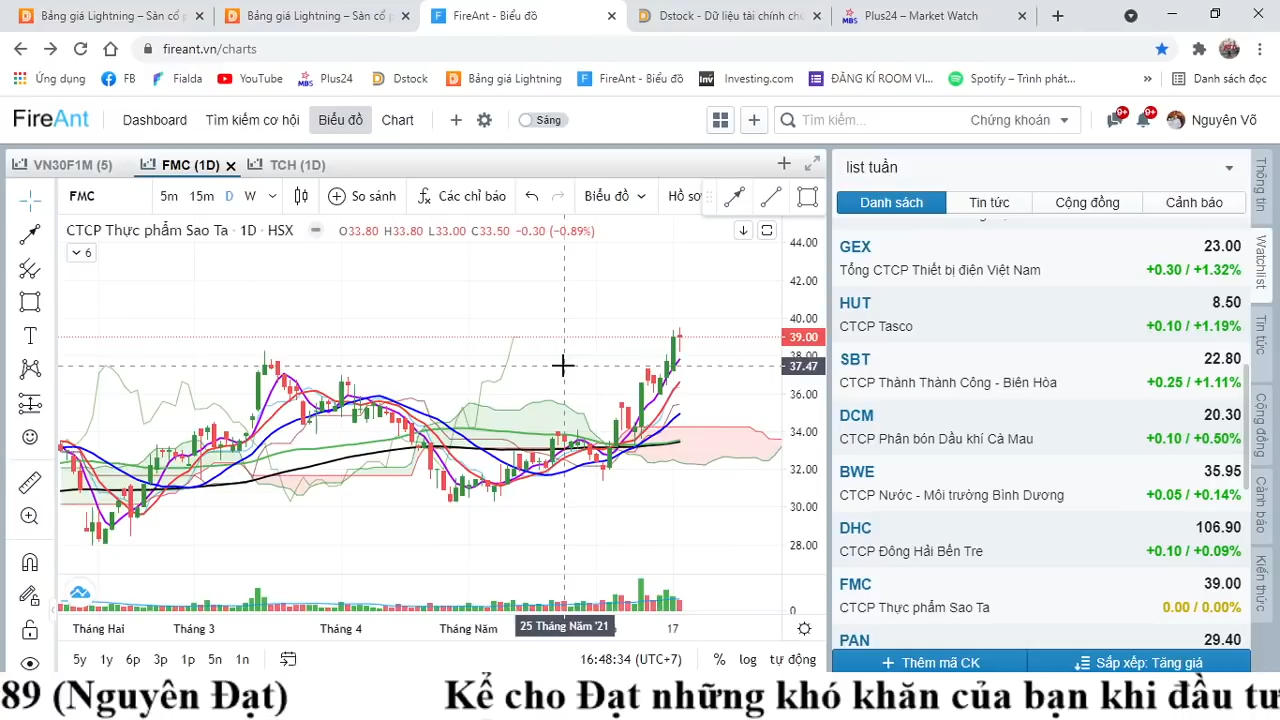 Bảng giá Lightning – Sàn cổ p
Bảng giá Lightning – Sàn cổ p
FireAnt - Biểu đồ
Dstock - Dữ liệu tài chính chứ
Plus24 – Market Watch
fireant.vn/charts
Ứng dụng FB Fialda YouTube Plus24 Dstock Bảng giá Lightning FireAnt - Biểu đồ Investing.com ĐĂNG KÍ ROOM VI... Spotify – Trình phát... » Danh sách đọc
FireAnt Dashboard Tìm kiếm cơ hội Biểu đồ Chart Sáng Tìm kiếm... Chứng khoán 9+ 9+ Nguyên Võ
VN30F1M (5) FMC (1D) TCH (1D)
FMC 5m 15m D W So sánh Các chỉ báo Biểu đồ Hồ sơ
CTCP Thực phẩm Sao Ta · 1D · HSX O33.80 H33.80 L33.00 C33.50 −0.30 (−0.89%)
6
44.00
42.00
40.00
39.00
38.00
37.47
36.00
34.00
32.00
30.00
28.00
0
Tháng Hai Tháng 3 Tháng 4 Tháng Năm 25 Tháng Năm '21 17
5y 1y 6p 3p 1p 5n 1n 16:48:34 (UTC+7) % log tự động
list tuần
Danh sách Tin tức Cộng đồng Cảnh báo
GEX 23.00
Tổng CTCP Thiết bị điện Việt Nam +0.30 / +1.32%
HUT 8.50
CTCP Tasco +0.10 / +1.19%
SBT 22.80
CTCP Thành Thành Công - Biên Hòa +0.25 / +1.11%
DCM 20.30
CTCP Phân bón Dầu khí Cà Mau +0.10 / +0.50%
BWE 35.95
CTCP Nước - Môi trường Bình Dương +0.05 / +0.14%
DHC 106.90
CTCP Đông Hải Bến Tre +0.10 / +0.09%
FMC 39.00
CTCP Thực phẩm Sao Ta 0.00 / 0.00%
PAN 29.40
Thêm mã CK Sắp xếp: Tăng giá
Thông tin
Watchlist
Tin tức
Cộng đồng
Cảnh báo
Kiến thức
89 (Nguyên Đạt) Kể cho Đạt những khó khăn của bạn khi đầu tư